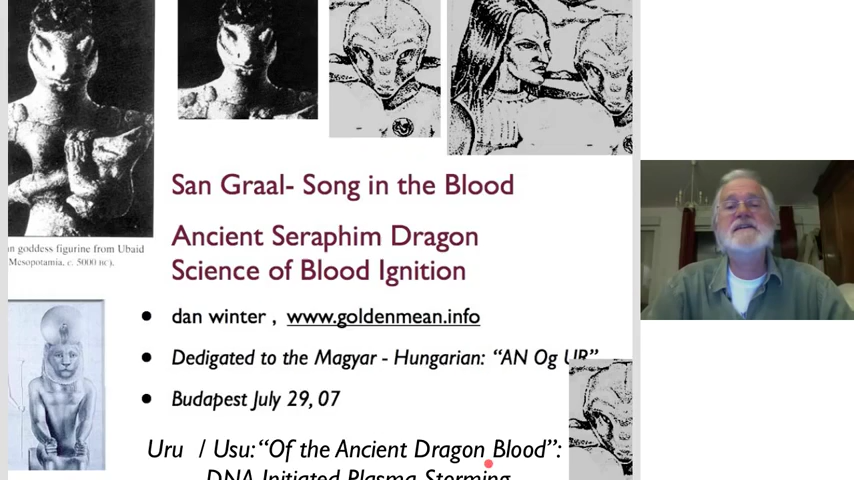 n goddess figurine from Ubaid
Mesopotamia, c. 5000 BC).
San Graal- Song in the Blood
Ancient Seraphim Dragon
Science of Blood Ignition
• dan winter , www.goldenmean.info
• Dedigated to the Magyar - Hungarian: “AN Og UR”
• Budapest July 29, 07
Uru / Usu: “Of the Ancient Dragon Blood”:
DNA Initiated Plasma Storming